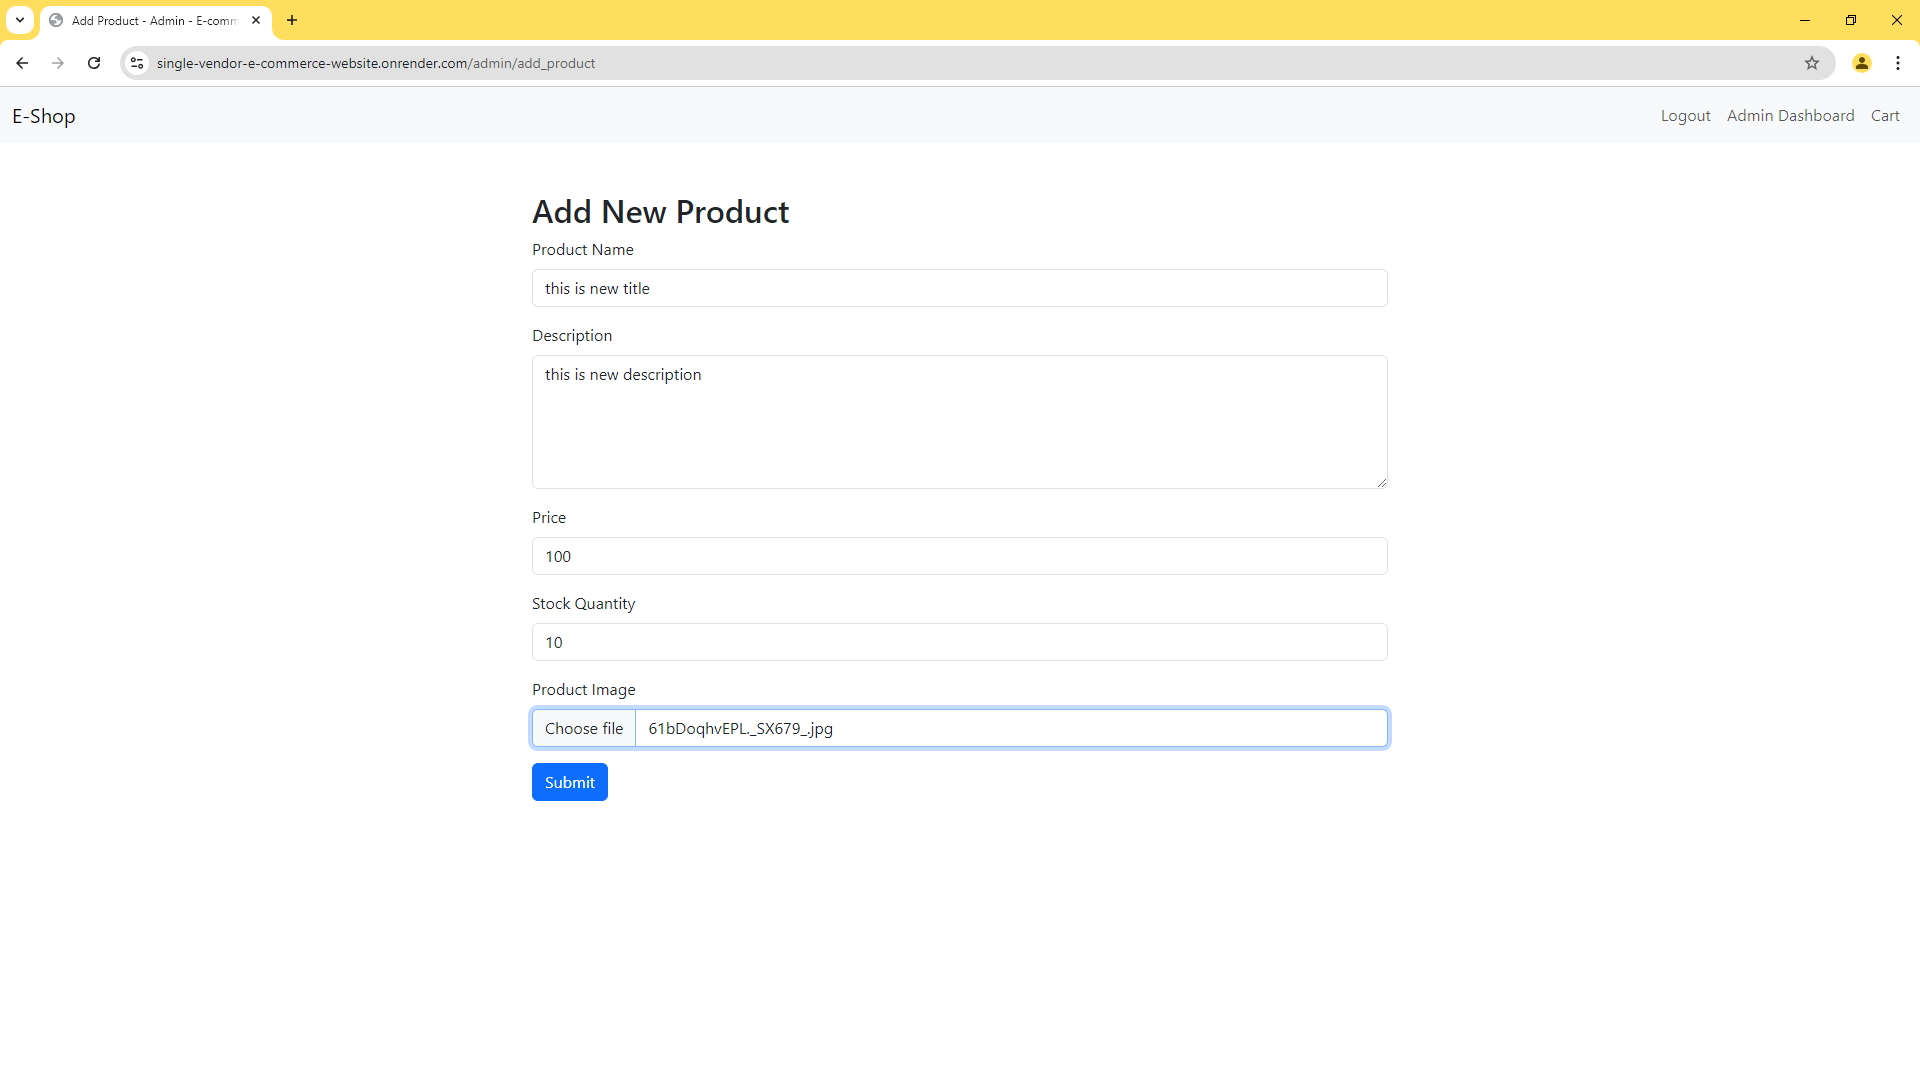 Add Product - Admin - E-comm
single-vendor-e-commerce-website.onrender.com/admin/add_product
E-Shop
Logout Admin Dashboard Cart
Add New Product
Product Name
this is new title
Description
this is new description
Price
100
Stock Quantity
10
Product Image
Choose file 61bDoqhvEPL._SX679_.jpg
Submit